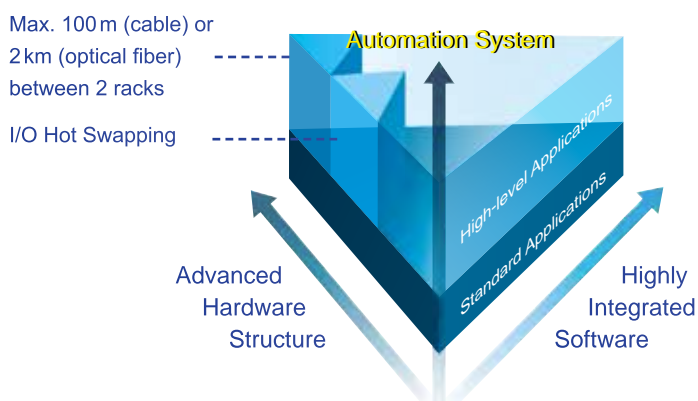 Max. 100 m (cable) or
2 km (optical fiber)
between 2 racks
I/O Hot Swapping
Automation System
High-level Applications
Standard Applications
Advanced
Hardware
Structure
Highly
Integrated
Software